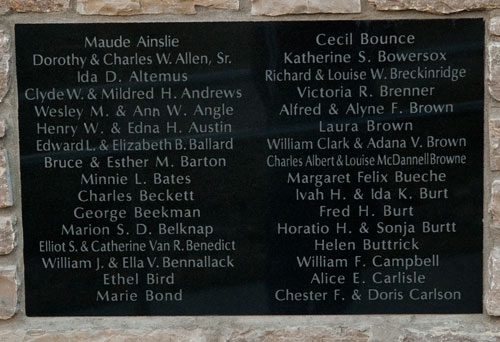 Maude Ainslie
Dorothy & Charles W. Allen, Sr.
Ida D. Altemus
Clyde W. & Mildred H. Andrews
Wesley M. & Ann W. Angle
Henry W. & Edna H. Austin
Edward L. & Elizabeth B. Ballard
Bruce & Esther M. Barton
Minnie L. Bates
Charles Beckett
George Beekman
Marion S. D. Belknap
Elliot S. & Catherine Van R. Benedict
William J. & Ella V. Bennallack
Ethel Bird
Marie Bond
Cecil Bounce
Katherine S. Bowersox
Richard & Louise W. Breckinridge
Victoria R. Brenner
Alfred & Alyne F. Brown
Laura Brown
William Clark & Adana V. Brown
Charles Albert & Louise McDannell Browne
Margaret Felix Bueche
Ivah H. & Ida K. Burt
Fred H. Burt
Horatio H. & Sonja Burtt
Helen Buttrick
William F. Campbell
Alice E. Carlisle
Chester F. & Doris Carlson